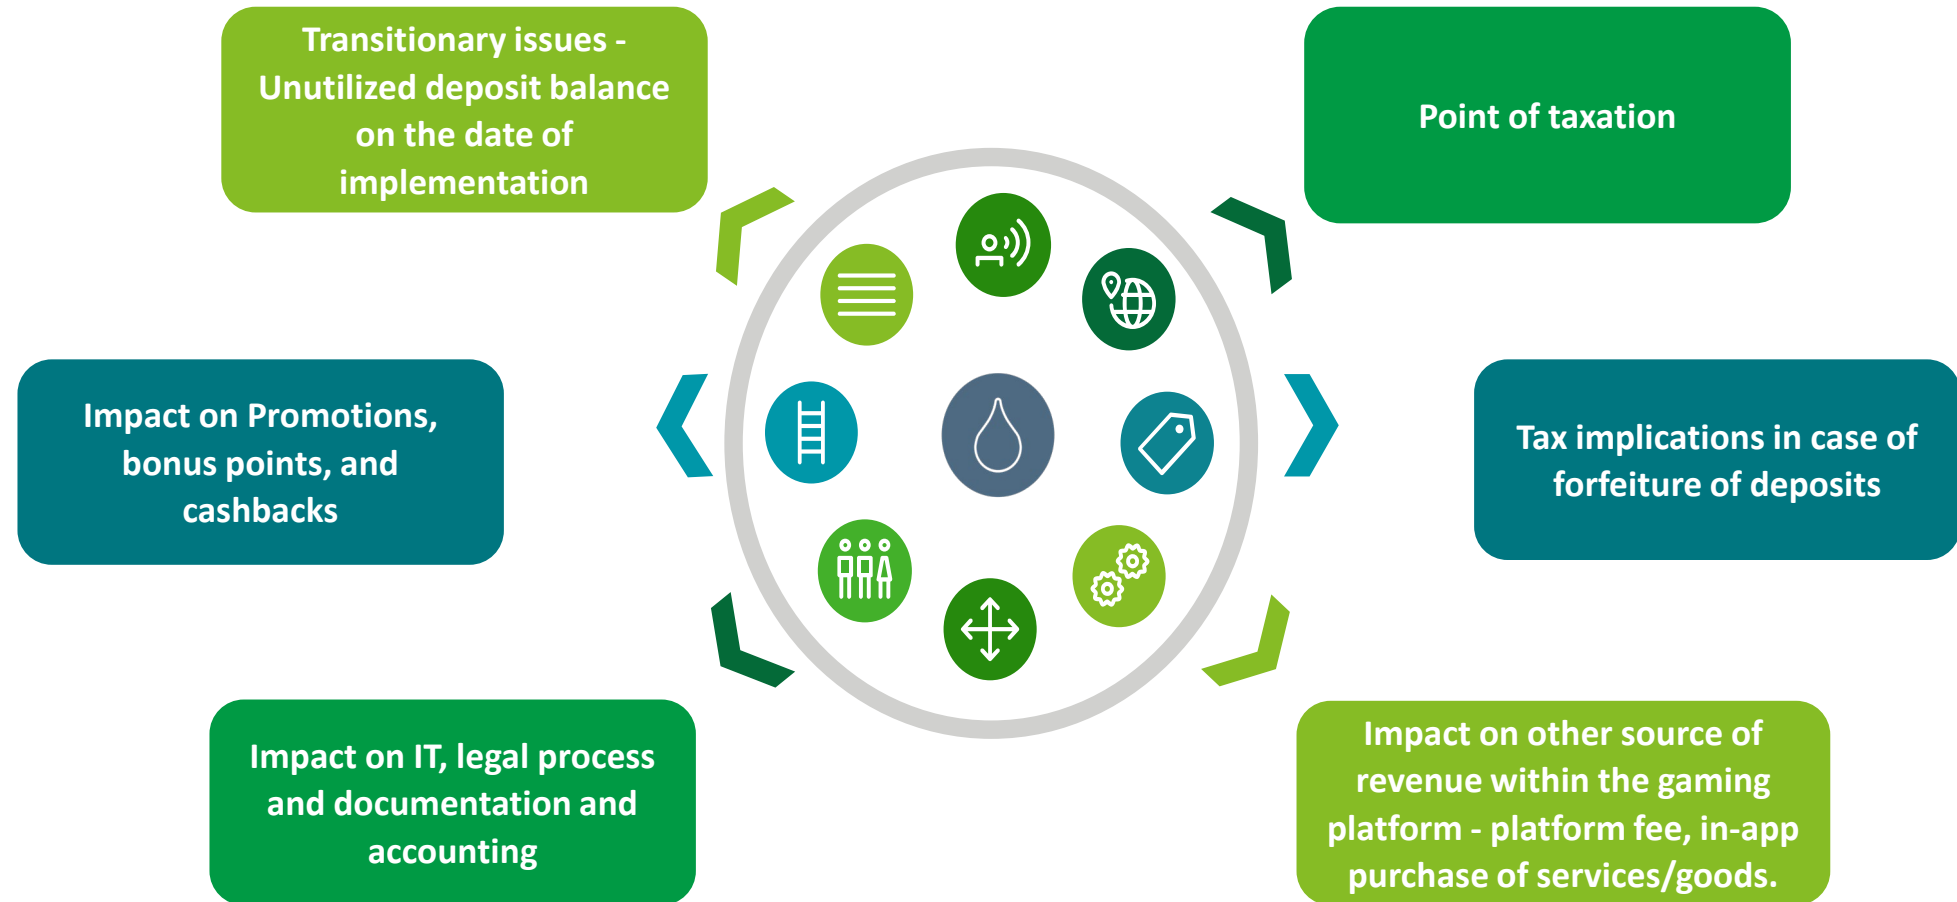 Transitionary issues -
Unutilized deposit balance
on the date of
implementation
Point of taxation
Impact on Promotions,
bonus points, and
cashbacks
Tax implications in case of
forfeiture of deposits
Impact on IT, legal process
and documentation and
accounting
Impact on other source of
revenue within the gaming
platform - platform fee, in-app
purchase of services/goods.